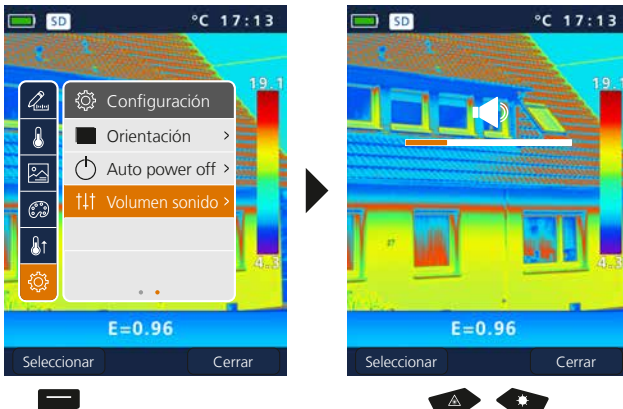 SD °C 17:13
19.1
Configuración
Orientación >
Auto power off >
Volumen sonido >
4.3
E=0.96
Seleccionar Cerrar
SD °C 17:13
19.1
4.3
E=0.96
Seleccionar Cerrar